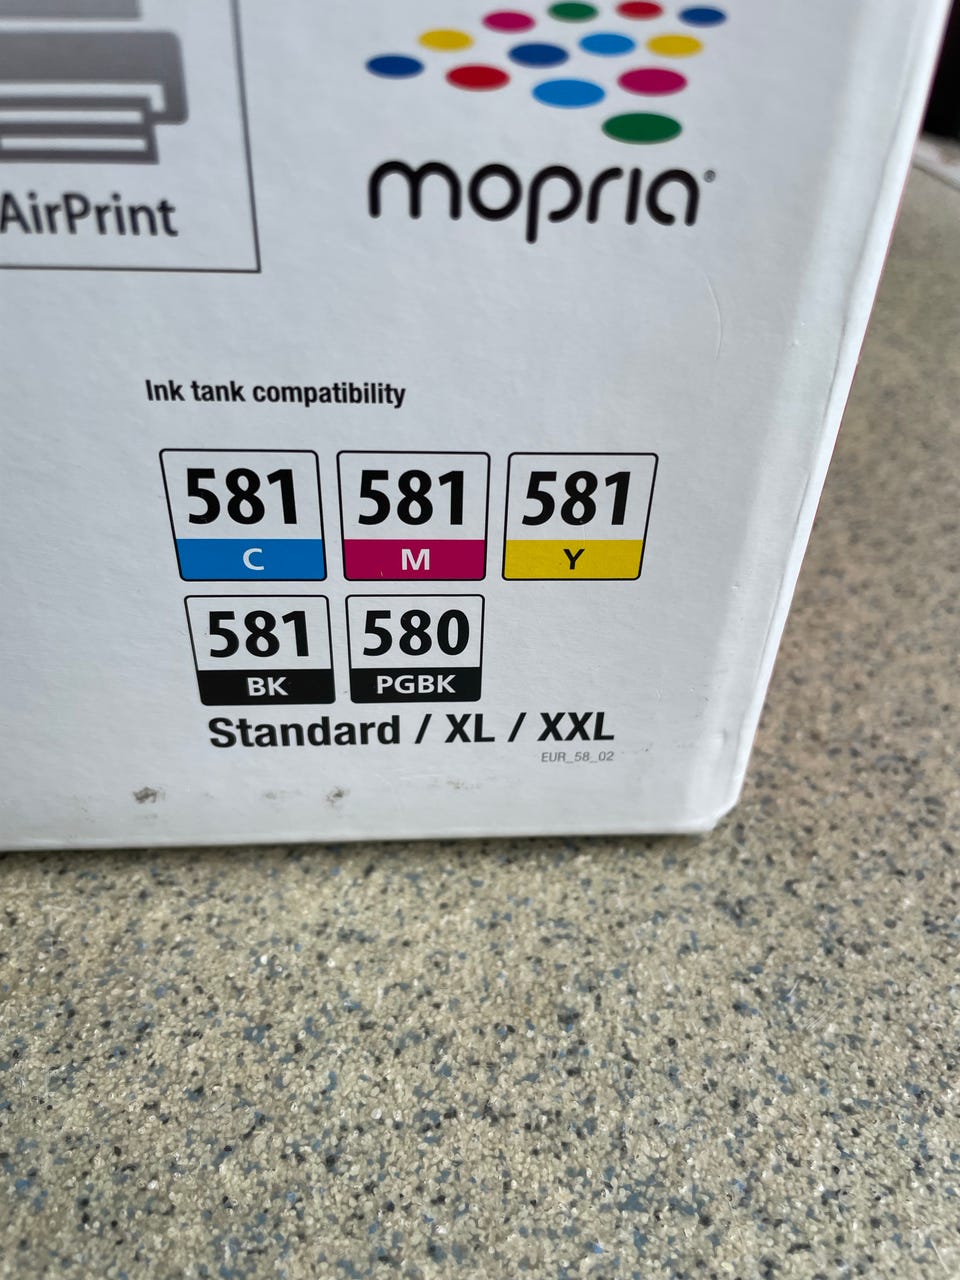 mopria®
AirPrint
Ink tank compatibility
581 581 581
C M Y
581 580
BK PGBK
Standard / XL / XXL
EUR_58_02